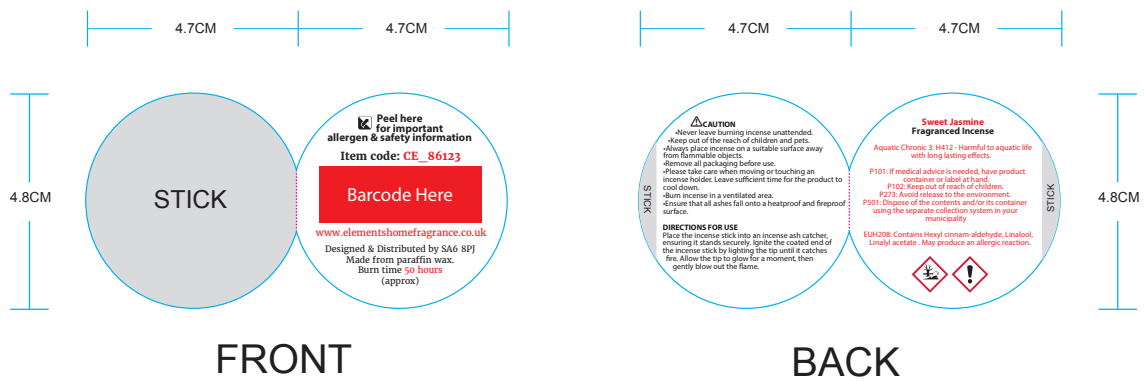 4.7CM
4.7CM
4.8CM
STICK
Peel here
for important
allergen & safety information
Item code: CE_86123
Barcode Here
www.elementshomefragrance.co.uk
Designed & Distributed by SA6 8PJ
Made from paraffin wax.
Burn time 50 hours
(approx)
FRONT
4.7CM
4.7CM
STICK
CAUTION
•Never leave burning incense unattended.
•Keep out of the reach of children and pets.
•Always place incense on a suitable surface away
from flammable objects.
•Remove all packaging before use.
•Please take care when moving or touching an
incense holder. Leave sufficient time for the product to
cool down.
•Burn incense in a ventilated area.
•Ensure that all ashes fall onto a heatproof and fireproof
surface.
DIRECTIONS FOR USE
Place the incense stick into an incense ash catcher,
ensuring it stands securely. Ignite the coated end of
the incense stick by lighting the tip until it catches
fire. Allow the tip to glow for a moment, then
gently blow out the flame.
Sweet Jasmine
Fragranced Incense
Aquatic Chronic 3: H412 - Harmful to aquatic life
with long lasting effects.
P101: If medical advice is needed, have product
container or label at hand.
P102: Keep out of reach of children.
P273: Avoid release to the environment.
P501: Dispose of the contents and/or its container
using the separate collection system in your
municipality
EUH208: Contains Hexyl cinnam-aldehyde, Linalool,
Linalyl acetate . May produce an allergic reaction.
STICK
4.8CM
BACK